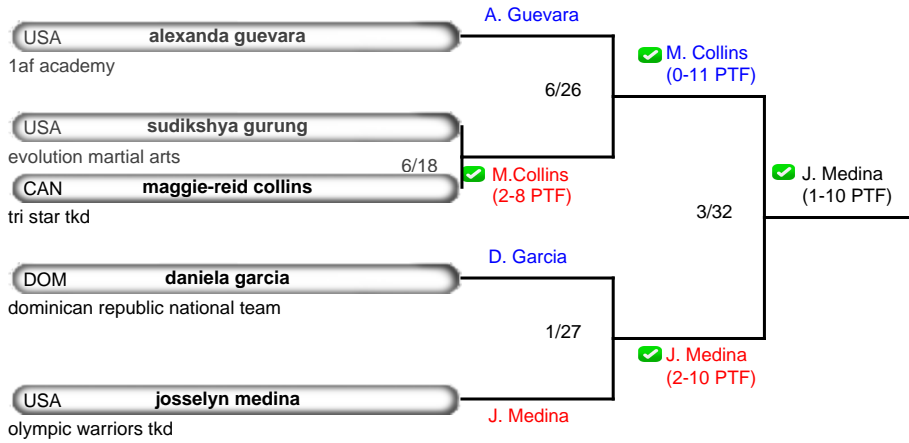 A. Guevara
USA alexanda guevara
1af academy
M. Collins
(0-11 PTF)
6/26
USA sudikshya gurung
evolution martial arts
6/18
M.Collins
(2-8 PTF)
CAN maggie-reid collins
tri star tkd
J. Medina
(1-10 PTF)
3/32
D. Garcia
DOM daniela garcia
dominican republic national team
1/27
J. Medina
(2-10 PTF)
USA josselyn medina
J. Medina
olympic warriors tkd